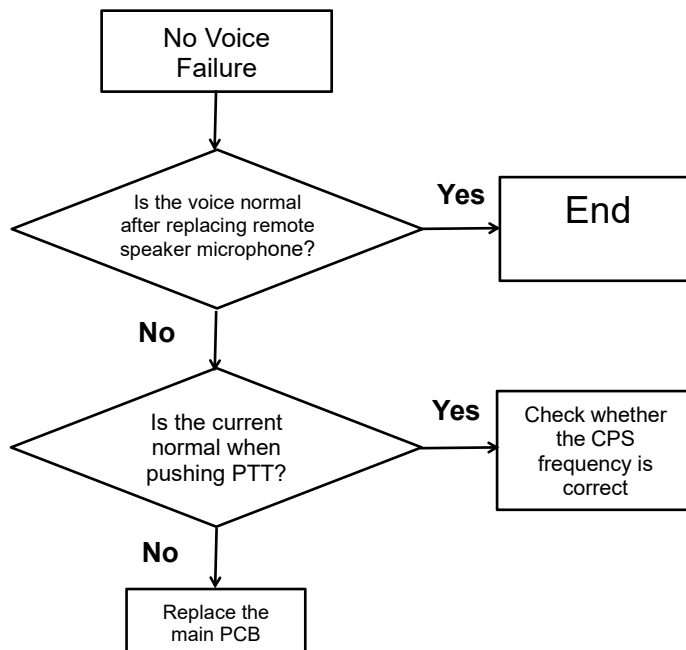 No Voice
Failure
Is the voice normal
after replacing remote
speaker microphone?
Yes
End
No
Is the current
normal when
pushing PTT?
Yes
Check whether
the CPS
frequency is
correct
No
Replace the
main PCB